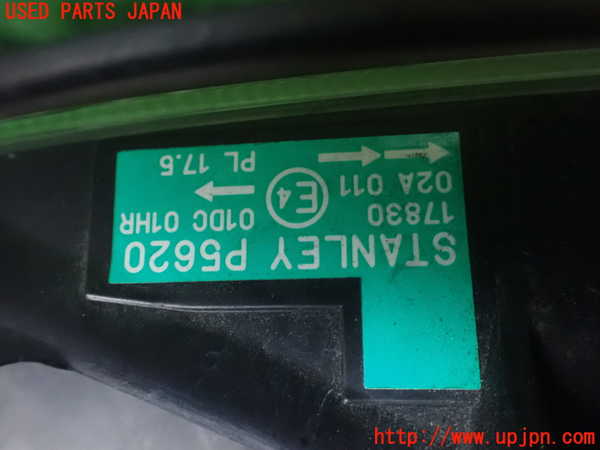 USED PARTS JAPAN
STANLEY P5620
17830
02A 011
E4
01DC 01HR
PL 17.5
http://www.upjpn.com/